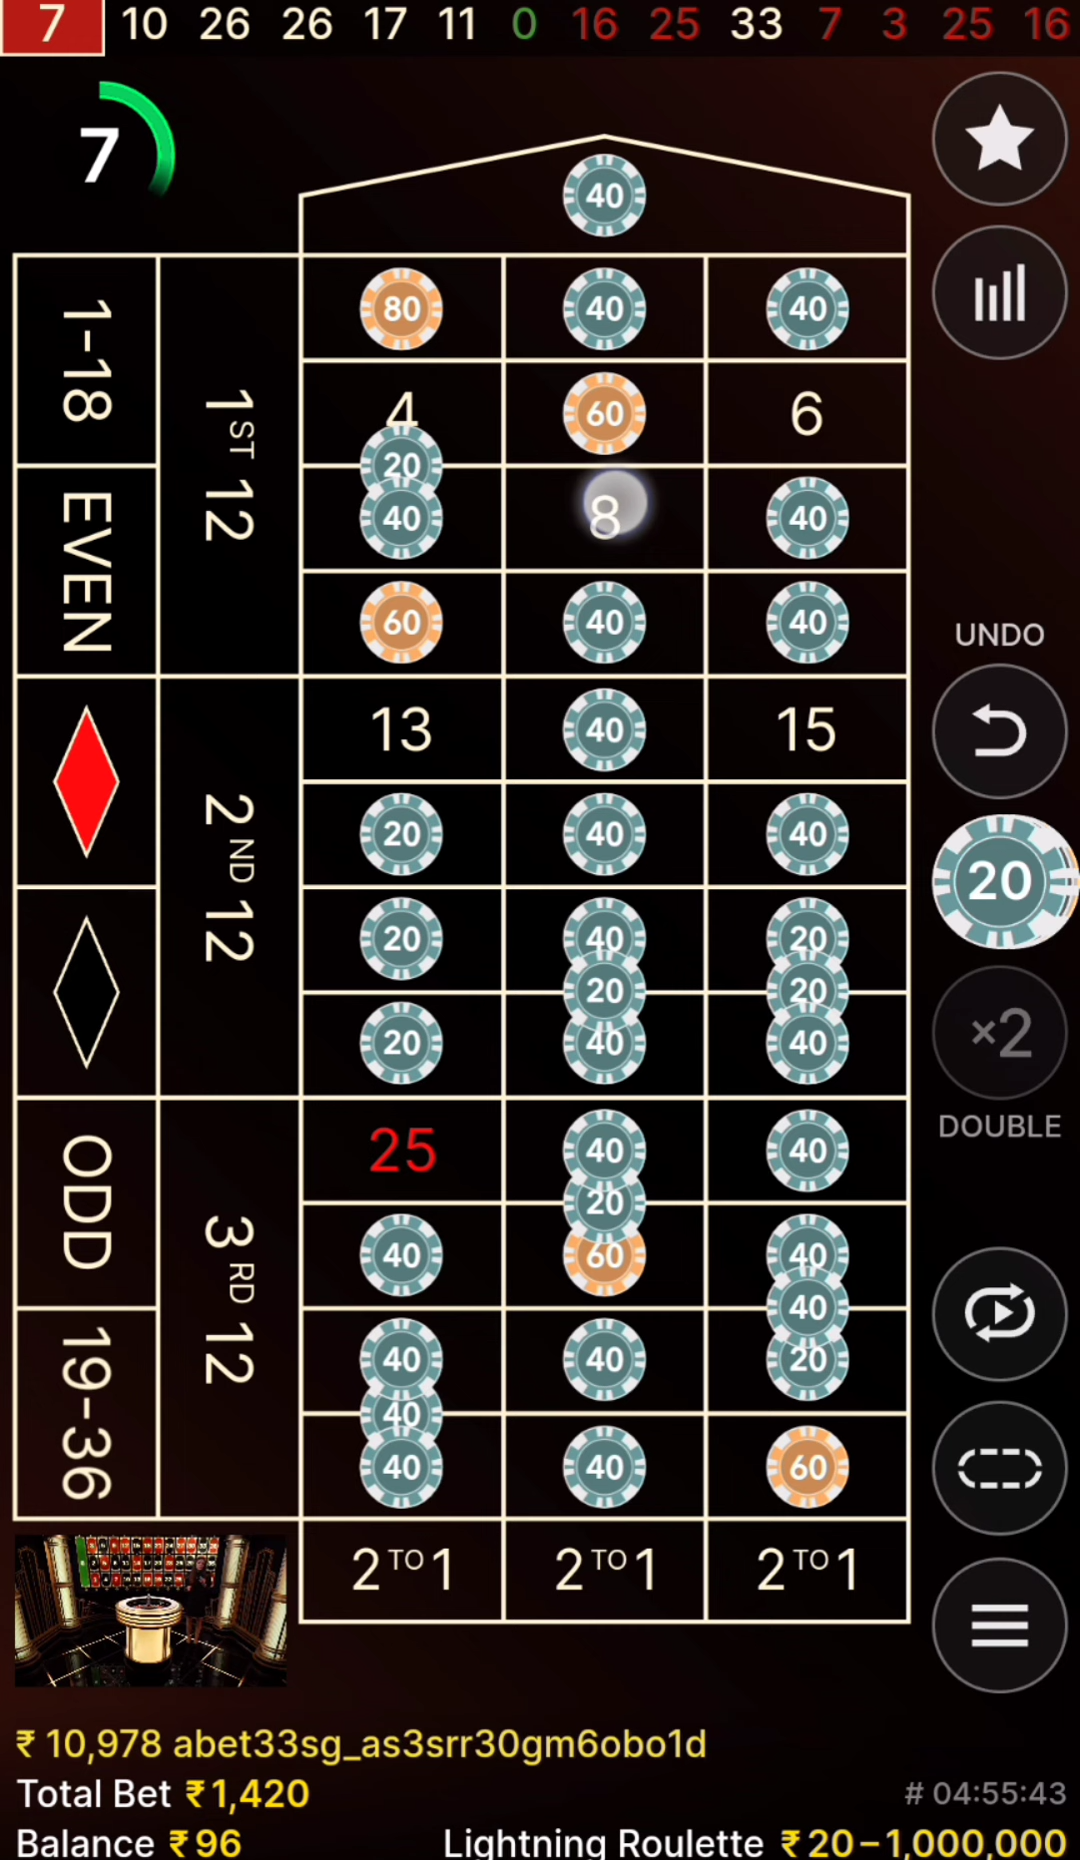 7 10 26 26 17 11 0 16 25 33 7 3 25 16
7
40
1-18
1ST 12
80 40 40
4 60 6
20
EVEN
40 8 40
60 40 40
UNDO
13 40 15
2ND 12
20 40 40
20
20 40 20
20 20
20 40 40
×2
DOUBLE
ODD
3RD 12
25 40 40
20
40 60 40
40
19-36
40 40 20
40
40 40 60
2 TO 1 2 TO 1 2 TO 1
₹ 10,978 abet33sg_as3srr30gm6obo1d
Total Bet ₹1,420 # 04:55:43
Balance ₹96 Lightning Roulette ₹20–1,000,000